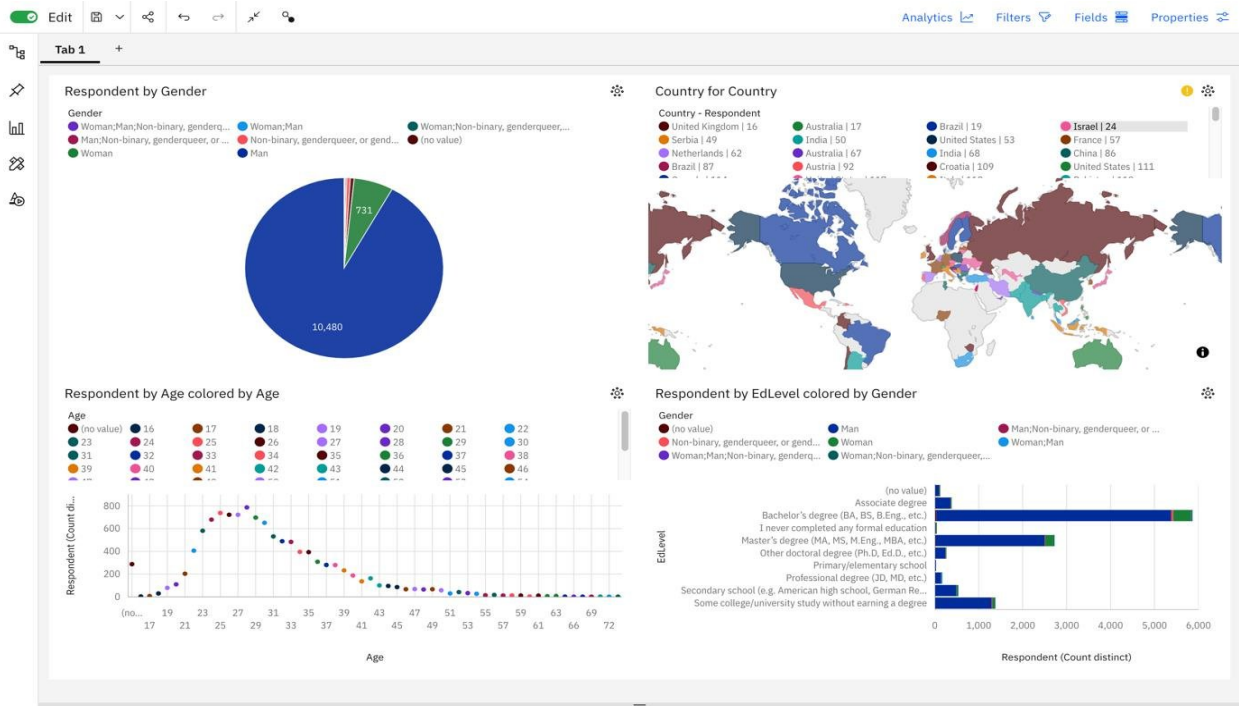 Edit
Analytics Filters Fields Properties
Tab 1 +
Respondent by Gender
Gender
Woman;Man;Non-binary, genderq... Woman;Man Woman;Non-binary, genderqueer,...
Man;Non-binary, genderqueer, or ... Non-binary, genderqueer, or gend... (no value)
Woman Man
731
10,480
Country for Country
Country - Respondent
United Kingdom | 16 Australia | 17 Brazil | 19 Israel | 24
Serbia | 49 India | 50 United States | 53 France | 57
Netherlands | 62 Australia | 67 India | 68 China | 86
Brazil | 87 Austria | 92 Croatia | 109 United States | 111
Respondent by Age colored by Age
Age
(no value) 16 17 18 19 20 21 22
23 24 25 26 27 28 29 30
31 32 33 34 35 36 37 38
39 40 41 42 43 44 45 46
Respondent (Count di...
800
600
400
200
0
(no... 19 23 27 31 35 39 43 47 51 55 59 63 69
17 21 25 29 33 37 41 45 49 53 57 61 66 72
Age
Respondent by EdLevel colored by Gender
Gender
(no value) Man Man;Non-binary, genderqueer, or ...
Non-binary, genderqueer, or gend... Woman Woman;Man
Woman;Man;Non-binary, genderq... Woman;Non-binary, genderqueer,...
EdLevel
(no value)
Associate degree
Bachelor's degree (BA, BS, B.Eng., etc.)
I never completed any formal education
Master's degree (MA, MS, M.Eng., MBA, etc.)
Other doctoral degree (Ph.D, Ed.D., etc.)
Primary/elementary school
Professional degree (JD, MD, etc.)
Secondary school (e.g. American high school, German Re...
Some college/university study without earning a degree
0 1,000 2,000 3,000 4,000 5,000 6,000
Respondent (Count distinct)